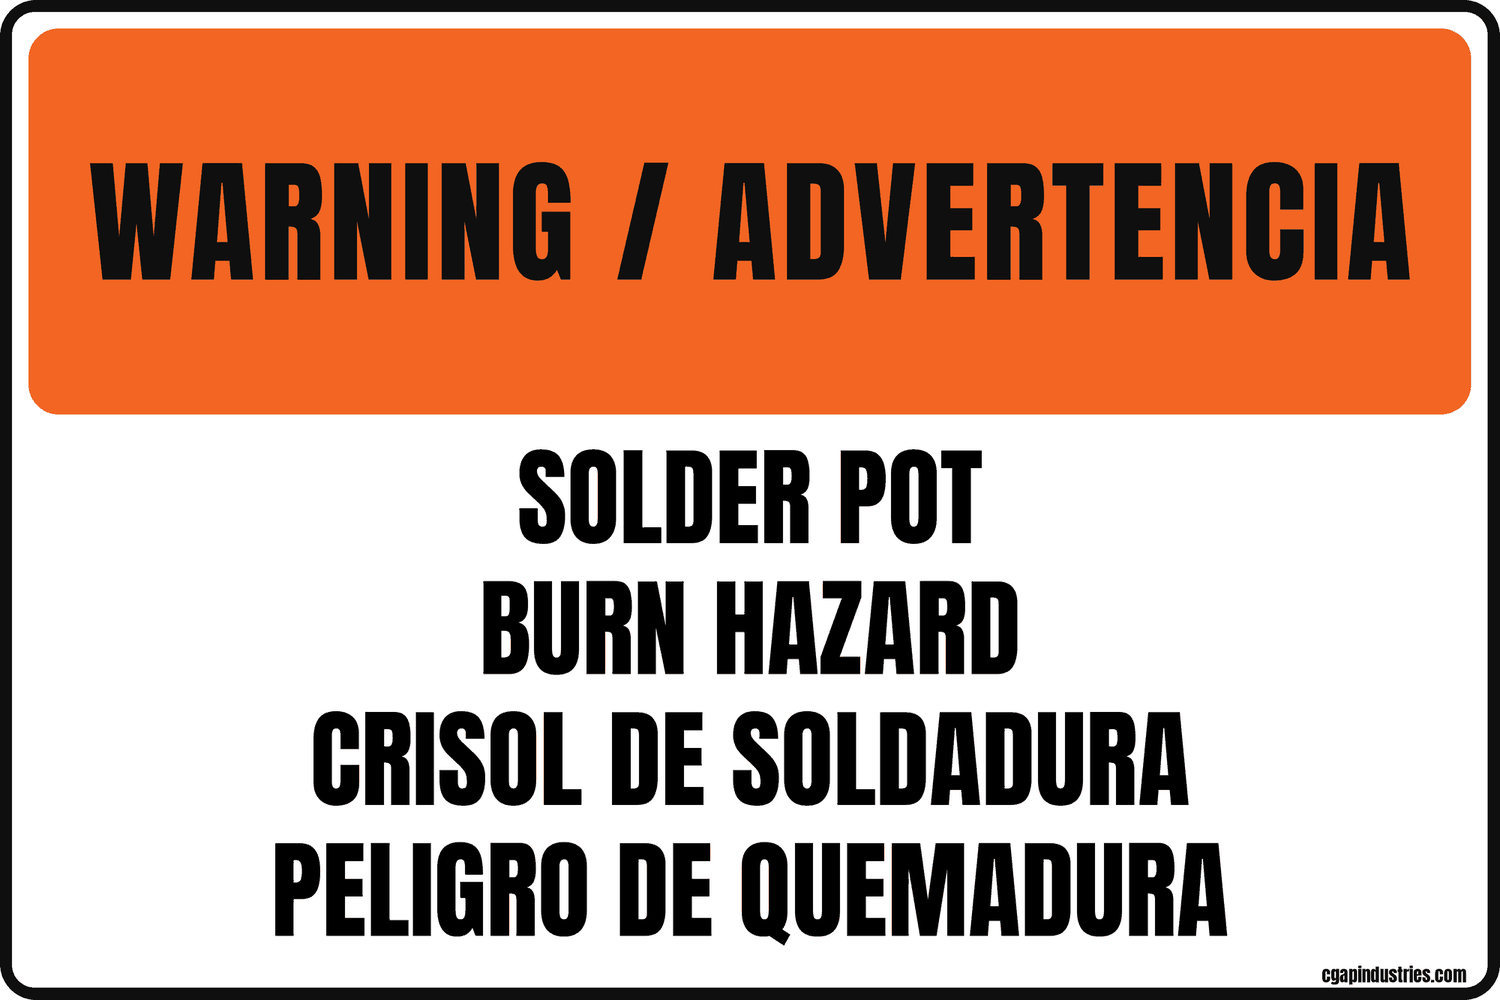 WARNING / ADVERTENCIA
SOLDER POT
BURN HAZARD
CRISOL DE SOLDADURA
PELIGRO DE QUEMADURA
cgapindustries.com